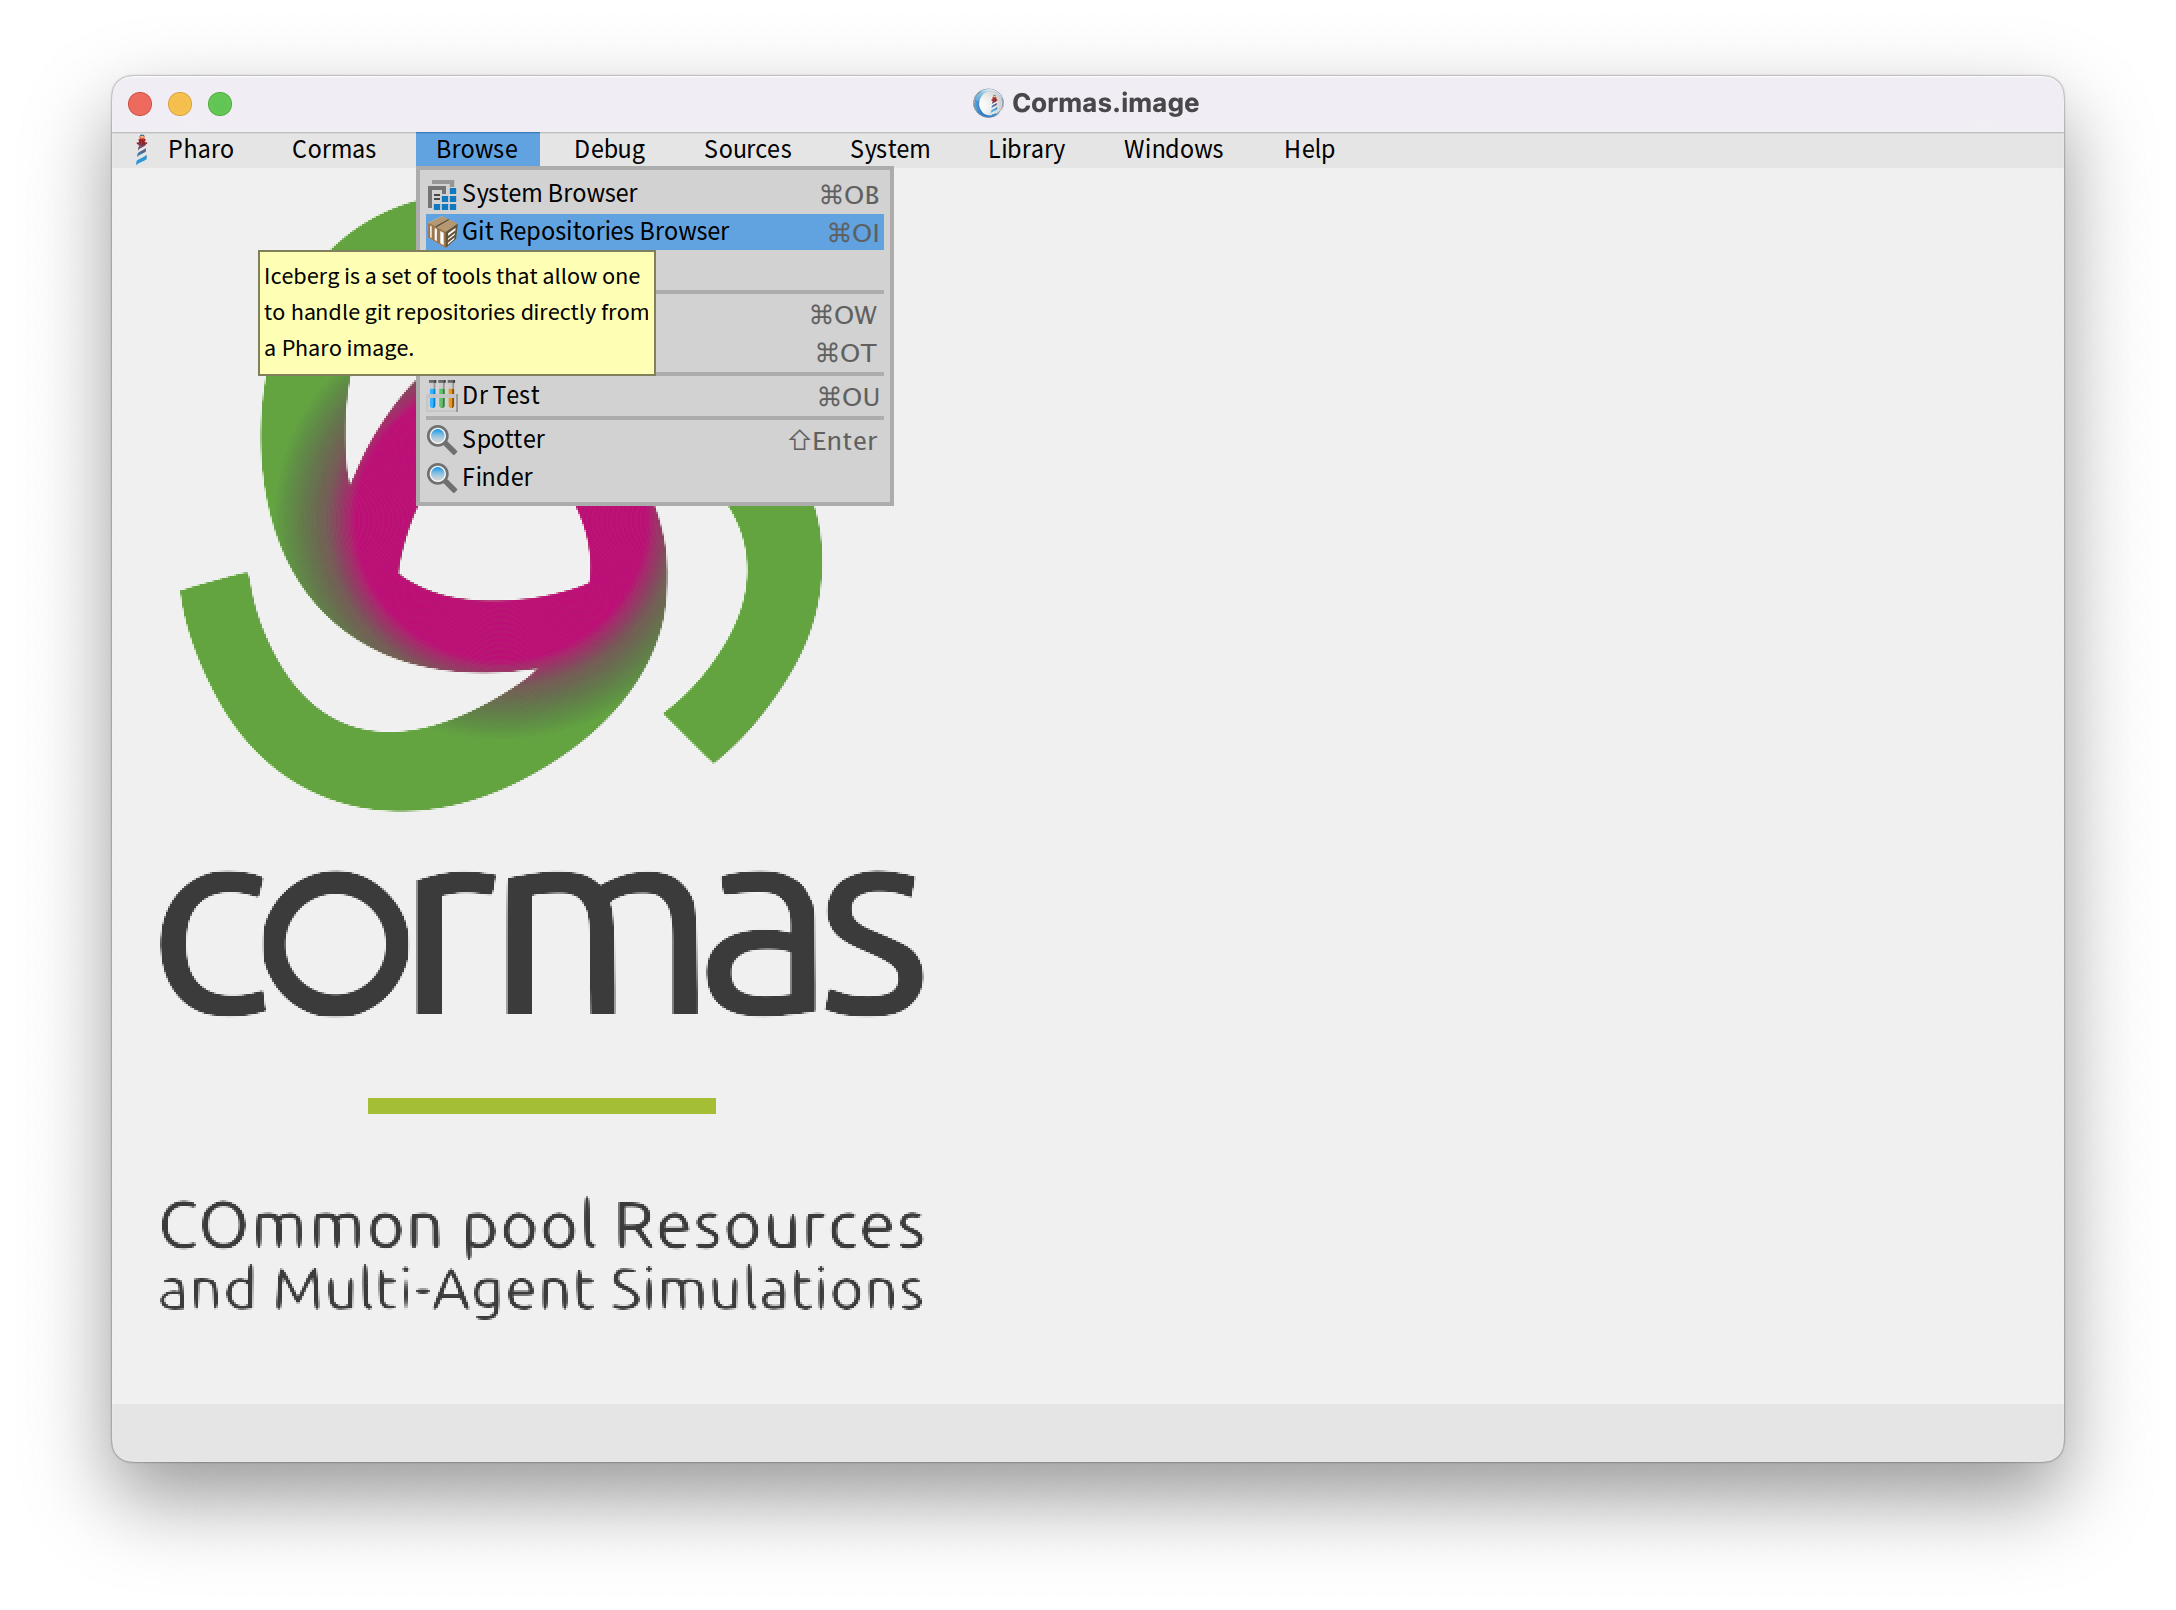 Cormas.image
Pharo Cormas Browse Debug Sources System Library Windows Help
System Browser ⌘OB
Git Repositories Browser ⌘OI
Iceberg is a set of tools that allow one
to handle git repositories directly from
a Pharo image.
⌘OW
⌘OT
Dr Test ⌘OU
Spotter ⇧Enter
Finder
cormas
COmmon pool Resources
and Multi-Agent Simulations